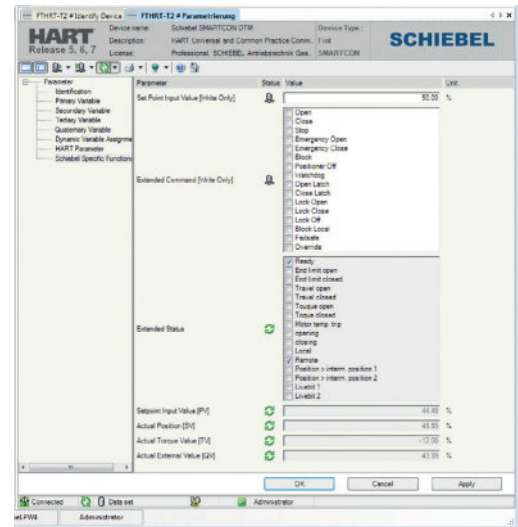 FTHRT-T2 # Identify Device
FTHRT-T2 # Parametrierung
HART
Release 5, 6, 7
Device name: Schiebel SMARTCON DTM
Device Type.:
Description: HART Universal and Common Practice Comm. Fret
License: Professional. SCHIEBEL Antriebstechnik Ges.. SMARTCON
SCHIEBEL
Parameter
Identification
Primary Variable
Secondary Variable
Tertiary Variable
Quaternary Variable
Dynamic Variable Assignme
HART Parameter
Schiebel Specific Function
Parameter Status Value Unit
Set Point Input Value [Write Only] 50.00 %
Extended Command [Write Only]
Open
Close
Stop
Emergency Open
Emergency Close
Block
Positioner Off
Watchdog
Open Latch
Close Latch
Lock Open
Lock Close
Lock Off
Block Local
Failsafe
Override
Extended Status
Ready
End limit open
End limit closed
Travel open
Travel closed
Touque open
Toque closed
Motor temp. trip
opening
closing
Local
Remote
Position > interm. position 1
Position > interm. position 2
Livebit 1
Livebit 2
Setpoint Input Value [PV] 44.48 %
Actual Position [SV] 49.95 %
Actual Torque Value [TV] -12.00 %
Actual External Value [QV] 43.99 %
OK Cancel Apply
Connected Data set Administrator
Administrator